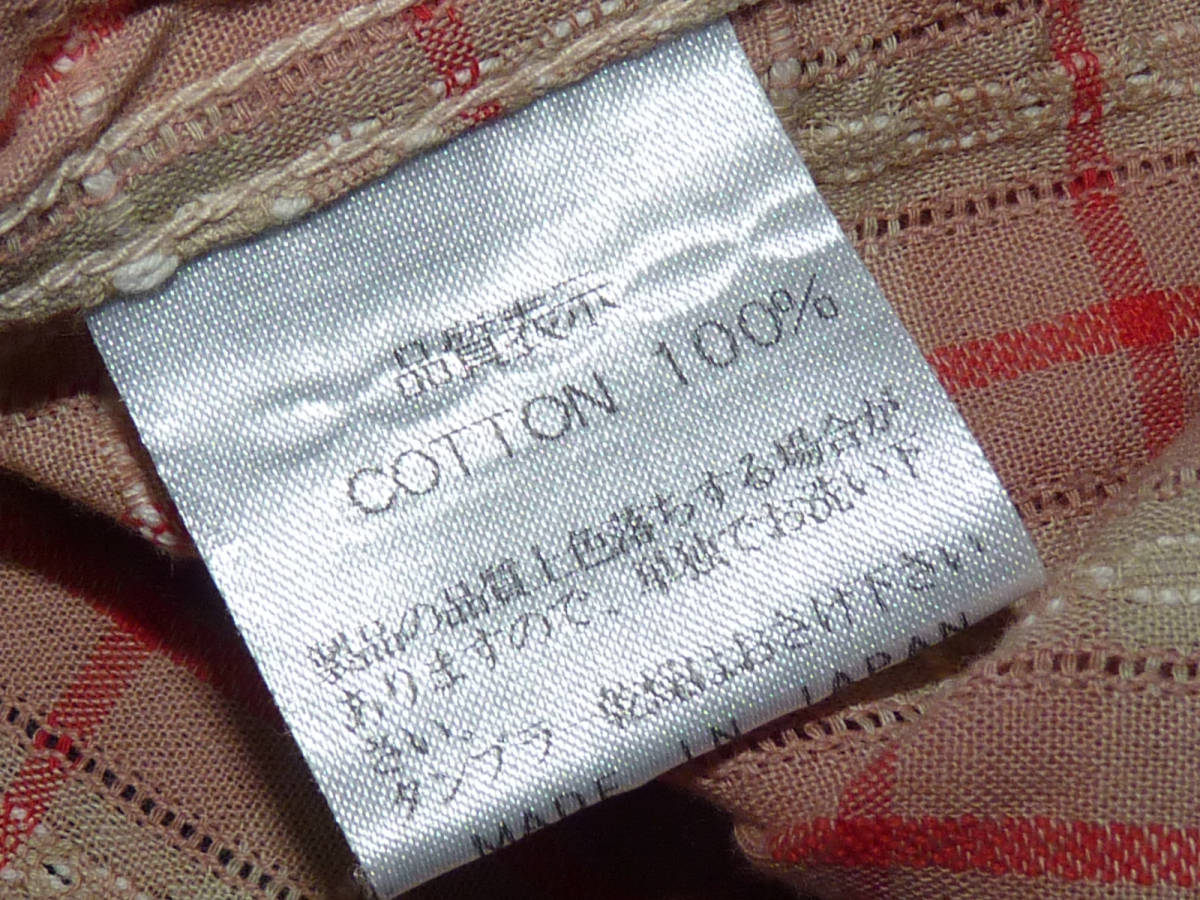 品質表示
COTTON 100%
製品の品質上色落ちする場合が
ありますので、単独でお洗い下
さい。
タンブラー乾燥はおさけ下さい
MADE IN JAPAN